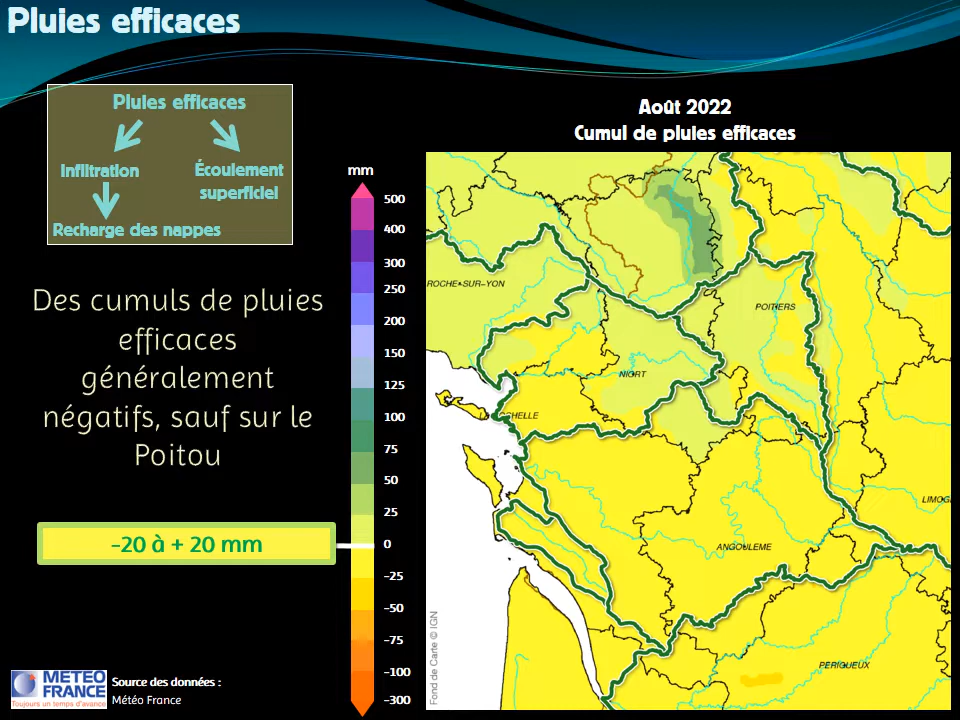 Pluies efficaces
Pluies efficaces
Infiltration
Écoulement
superficiel
Recharge des nappes
Des cumuls de pluies
efficaces
généralement
négatifs, sauf sur le
Poitou
-20 à + 20 mm
METEO
FRANCE
Toujours un temps d'avance
Source des données :
Météo France
mm
500
400
300
250
200
150
125
100
75
50
25
0
-25
-50
-75
-100
-300
Août 2022
Cumul de pluies efficaces
ROCHE-SUR-YON
POITIERS
NIORT
LA ROCHELLE
LIMOG
ANGOULEME
PERIGUEUX
Fond de Carte © IGN